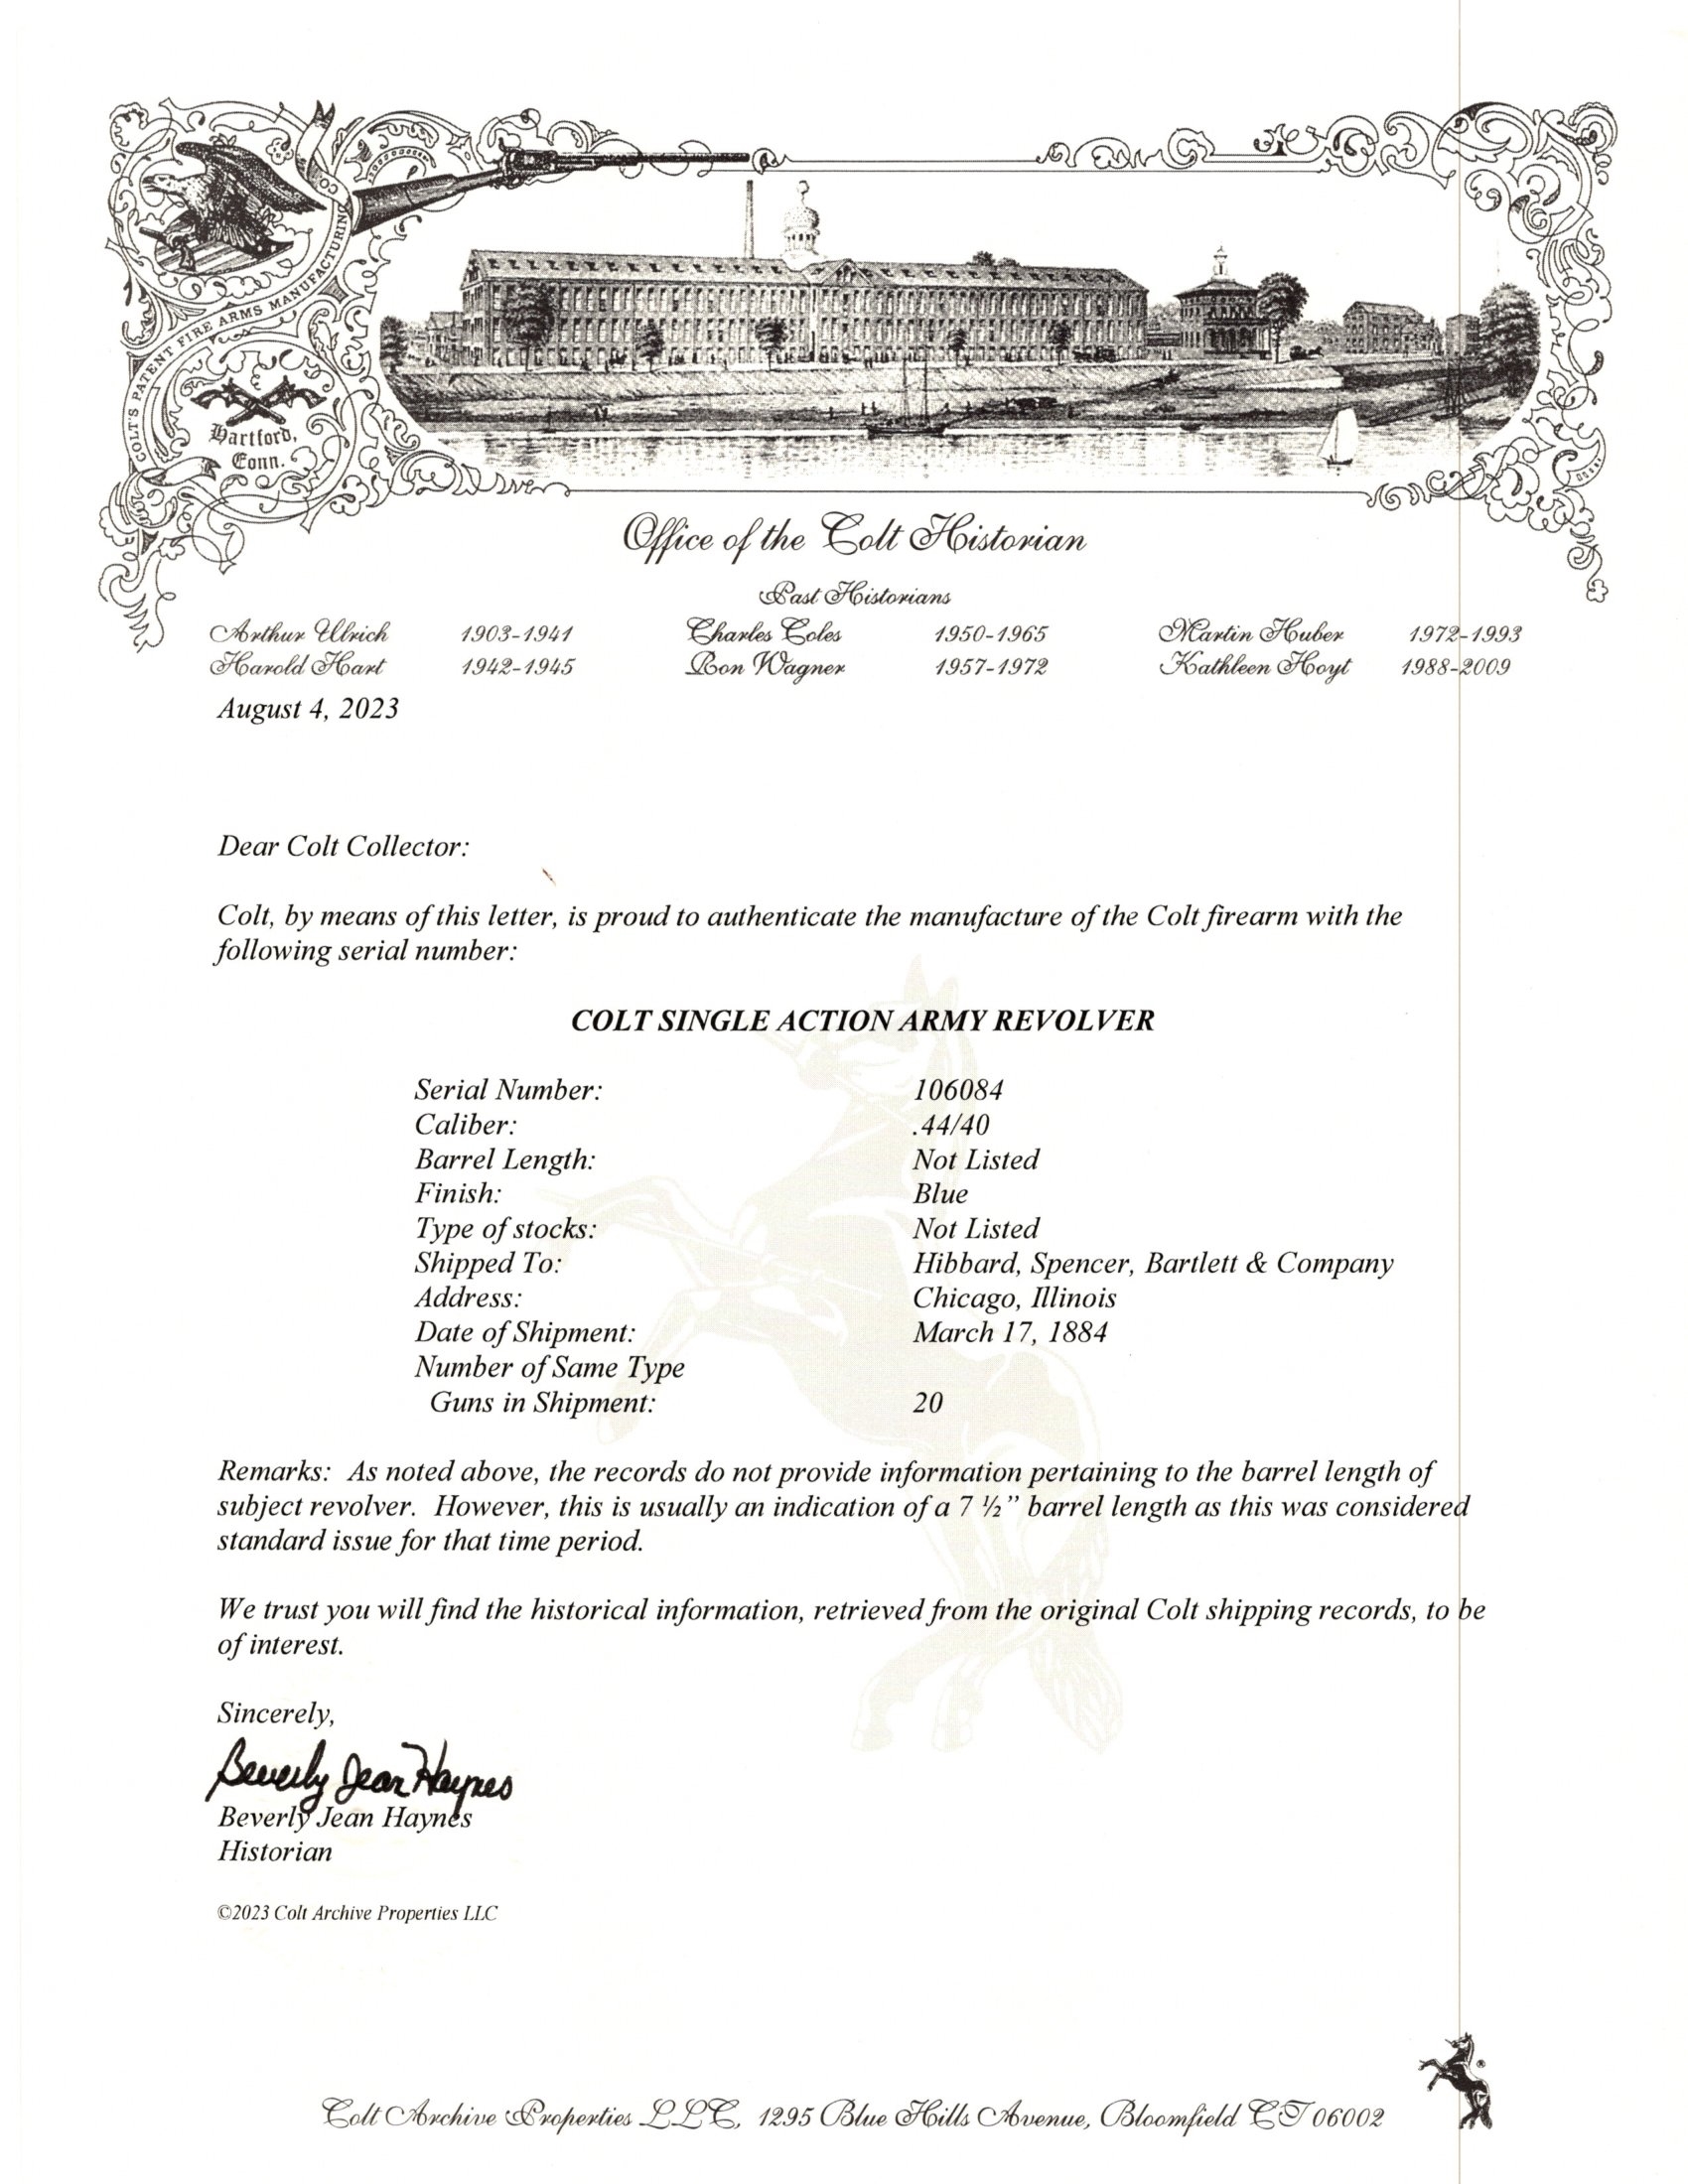 COLT'S PATENT FIRE ARMS MANUFACTURING CO
Hartford,
Conn.
Office of the Colt Historian
Past Historians
Arthur Ulrich 1903-1941 Charles Coles 1950-1965 Martin Huber 1972-1993
Harold Hart 1942-1945 Ron Wagner 1957-1972 Kathleen Hoyt 1988-2009
August 4, 2023
Dear Colt Collector:
Colt, by means of this letter, is proud to authenticate the manufacture of the Colt firearm with the
following serial number:
COLT SINGLE ACTION ARMY REVOLVER
Serial Number: 106084
Caliber: .44/40
Barrel Length: Not Listed
Finish: Blue
Type of stocks: Not Listed
Shipped To: Hibbard, Spencer, Bartlett & Company
Address: Chicago, Illinois
Date of Shipment: March 17, 1884
Number of Same Type
Guns in Shipment: 20
Remarks: As noted above, the records do not provide information pertaining to the barrel length of
subject revolver. However, this is usually an indication of a 7 ½” barrel length as this was considered
standard issue for that time period.
We trust you will find the historical information, retrieved from the original Colt shipping records, to be
of interest.
Sincerely,
Beverly Jean Haynes
Beverly Jean Haynes
Historian
©2023 Colt Archive Properties LLC
®
Colt Archive Properties LLC, 1295 Blue Hills Avenue, Bloomfield CT 06002